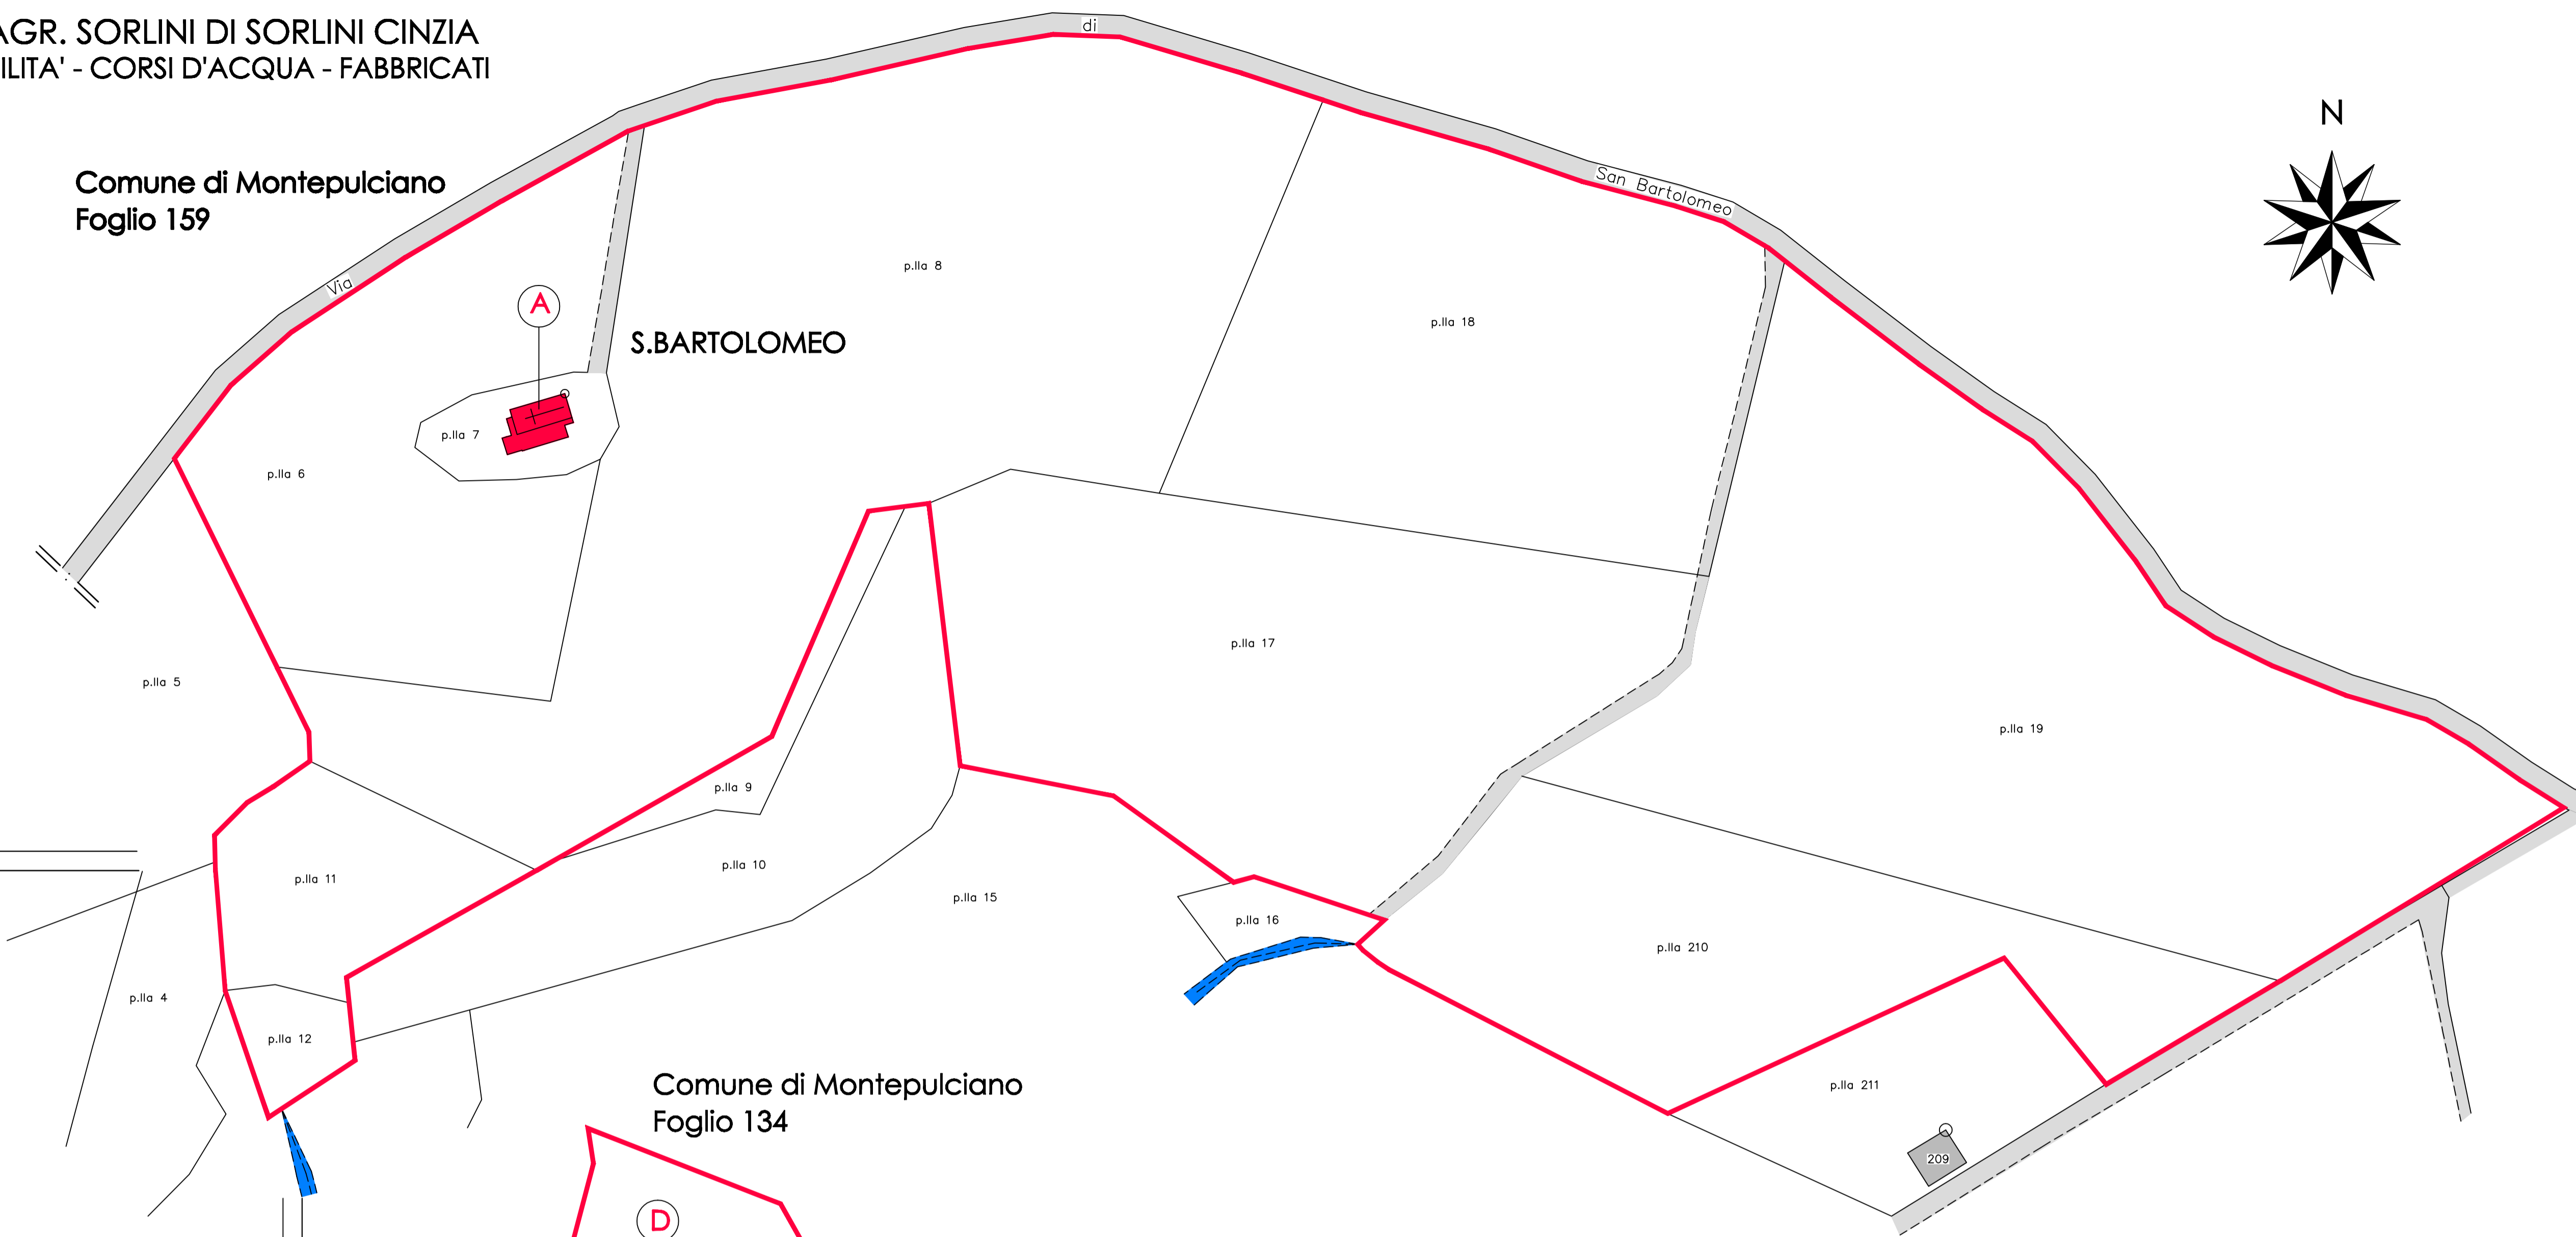 AGR. SORLINI DI SORLINI CINZIA
ILITA' - CORSI D'ACQUA - FABBRICATI
Comune di Montepulciano
Foglio 159
Via
di
San Bartolomeo
N
A
S.BARTOLOMEO
p.lla 8
p.lla 18
p.lla 7
p.lla 6
p.lla 5
p.lla 17
p.lla 19
p.lla 9
p.lla 10
p.lla 11
p.lla 15
p.lla 16
p.lla 210
p.lla 4
p.lla 12
p.lla 211
209
Comune di Montepulciano
Foglio 134
D